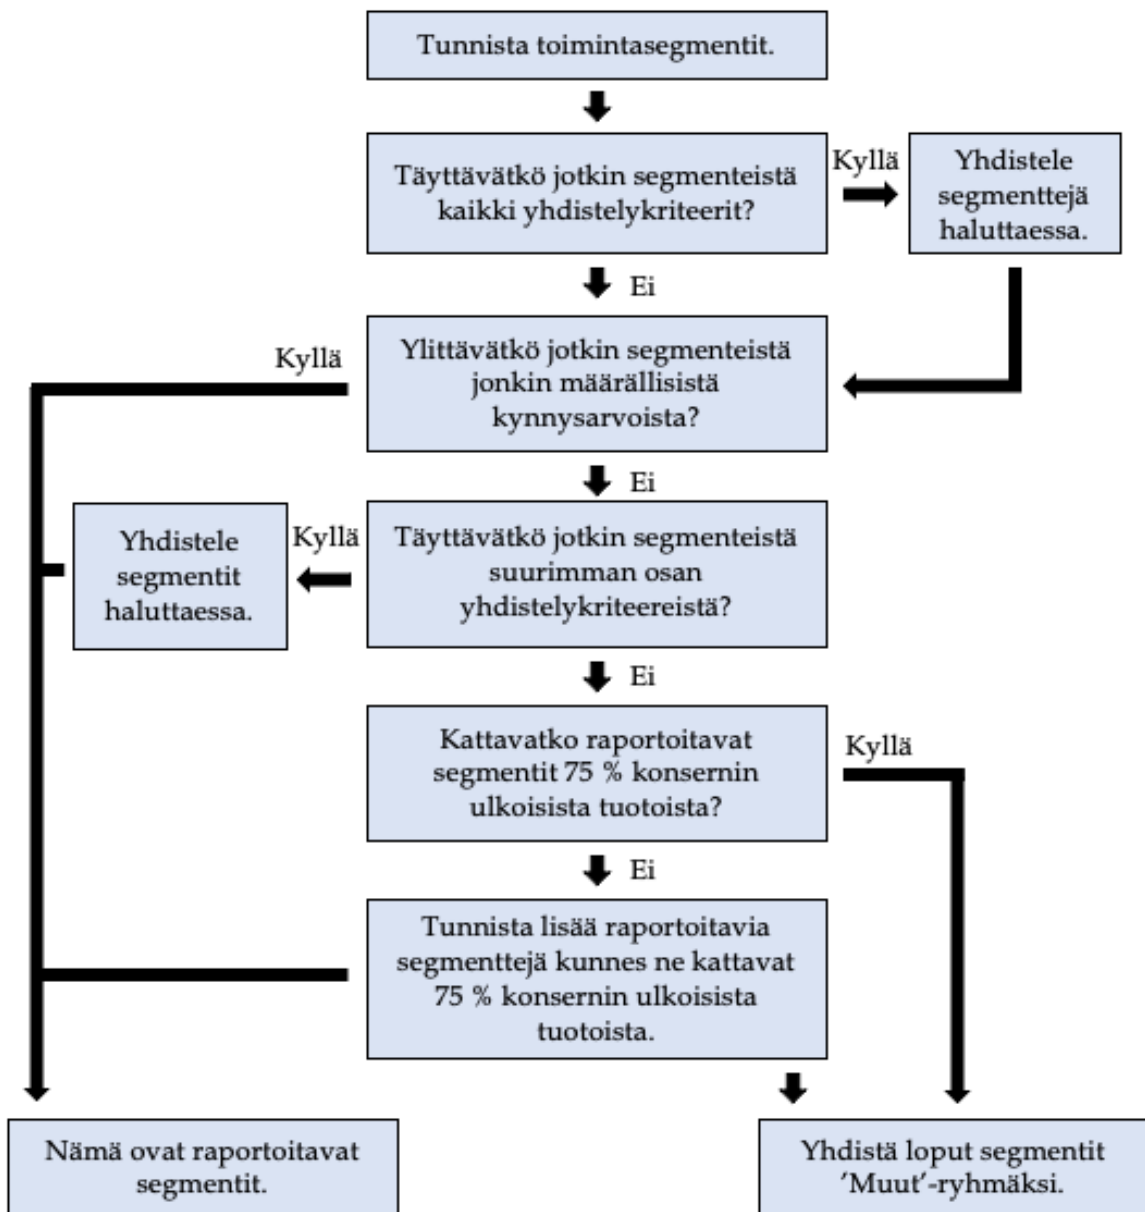 Tunnista toimintasegmentit.
Täyttävätkö jotkin segmenteistä
kaikki yhdistelykriteerit?
Kyllä
Yhdistele
segmenttejä
haluttaessa.
Ei
Kyllä
Ylittävätkö jotkin segmenteistä
jonkin määrällisistä
kynnysarvoista?
Ei
Yhdistele
segmentit
haluttaessa.
Kyllä
Täyttävätkö jotkin segmenteistä
suurimman osan
yhdistelykriteereistä?
Ei
Kattavatko raportoitavat
segmentit 75 % konsernin
ulkoisista tuotoista?
Kyllä
Ei
Tunnista lisää raportoitavia
segmenttejä kunnes ne kattavat
75 % konsernin ulkoisista
tuotoista.
Nämä ovat raportoitavat
segmentit.
Yhdistä loput segmentit
'Muut'-ryhmäksi.